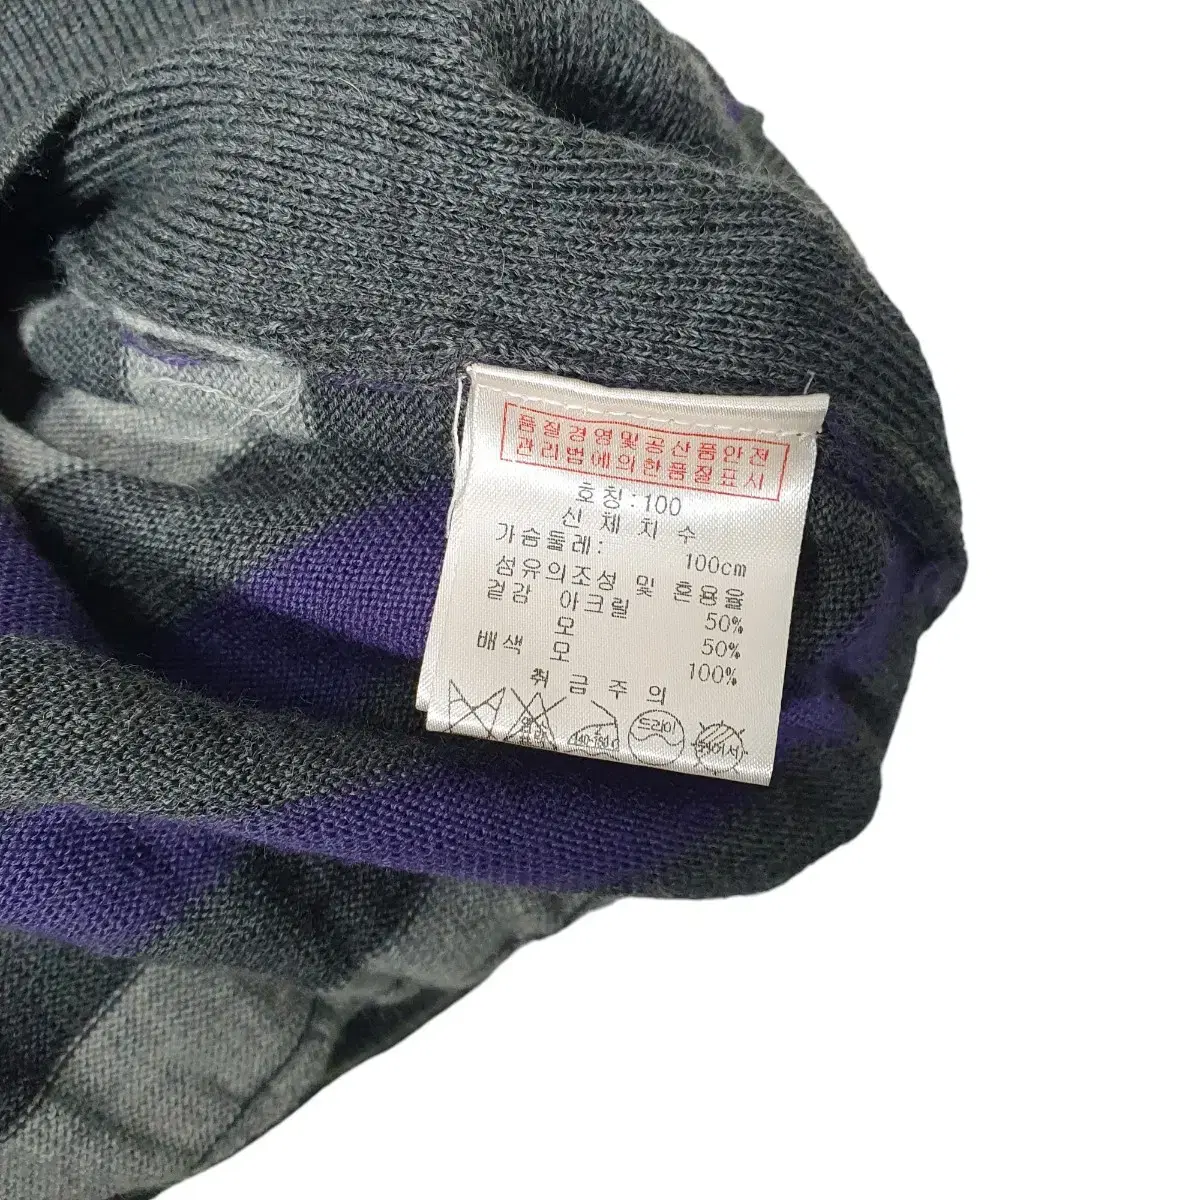 품질경영및공산품안전
관리법에의한품질표시
호칭:100
신체치수
가슴둘레: 100cm
섬유의조성 및 혼용율
겉감 아크릴 50%
모 50%
배색 모 100%
취급주의
드라이